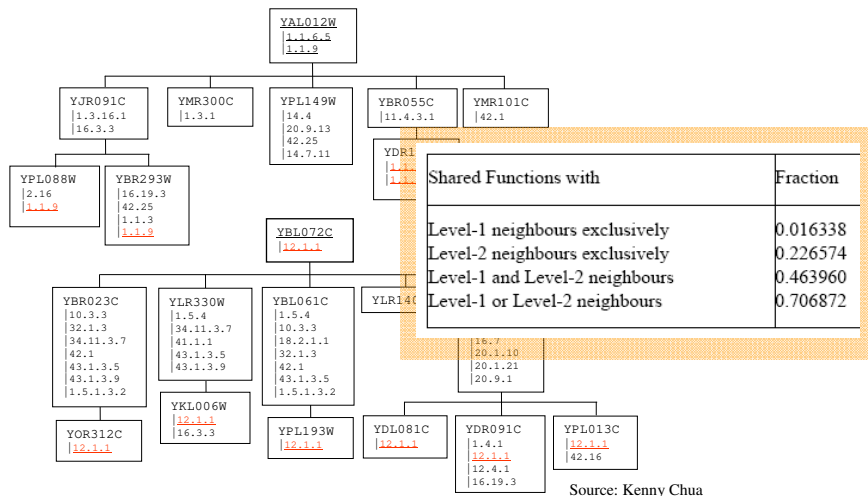 YAL012W
|1.1.6.5
|1.1.9
YJR091C
|1.3.16.1
|16.3.3
YMR300C
|1.3.1
YPL149W
|14.4
|20.9.13
|42.25
|14.7.11
YBR055C
|11.4.3.1
YMR101C
|42.1
YPL088W
|2.16
|1.1.9
YBR293W
|16.19.3
|42.25
|1.1.3
|1.1.9
Shared Functions with Fraction
Level-1 neighbours exclusively 0.016338
Level-2 neighbours exclusively 0.226574
Level-1 and Level-2 neighbours 0.463960
Level-1 or Level-2 neighbours 0.706872
YBL072C
|12.1.1
YBR023C
|10.3.3
|32.1.3
|34.11.3.7
|42.1
|43.1.3.5
|43.1.3.9
|1.5.1.3.2
YLR330W
|1.5.4
|34.11.3.7
|41.1.1
|43.1.3.5
|43.1.3.9
YBL061C
|1.5.4
|10.3.3
|18.2.1.1
|32.1.3
|42.1
|43.1.3.5
|1.5.1.3.2
|16.7
|20.1.10
|20.1.21
|20.9.1
YOR312C
|12.1.1
YKL006W
|12.1.1
|16.3.3
YPL193W
|12.1.1
YDL081C
|12.1.1
YDR091C
|1.4.1
|12.1.1
|12.4.1
|16.19.3
YPL013C
|12.1.1
|42.16
Source: Kenny Chua